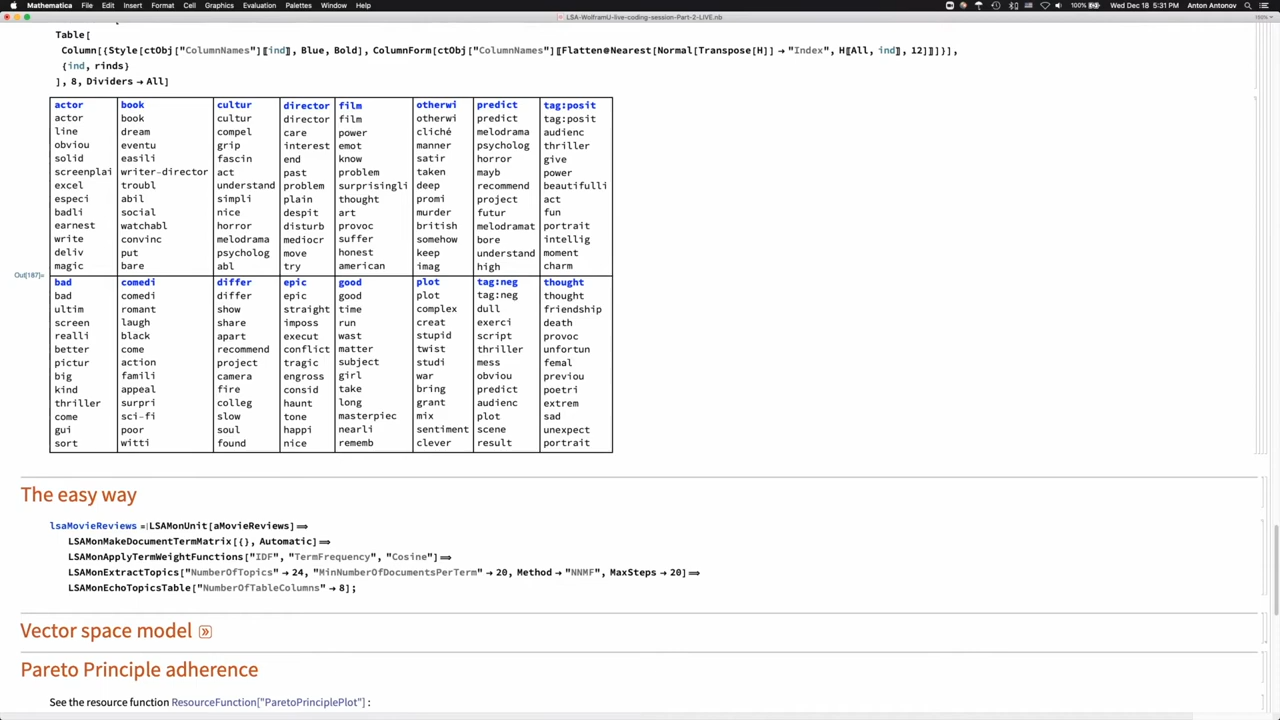 Mathematica File Edit Insert Format Cell Graphics Evaluation Palettes Window Help 100% Wed Dec 18 5:31 PM Anton Antonov
LSA-WolframU-live-coding-session-Part-2-LIVE.nb
Table[
Column[{Style[ctObj["ColumnNames"]〚ind〛, Blue, Bold], ColumnForm[ctObj["ColumnNames"]〚Flatten@Nearest[Normal[Transpose[H]] → "Index", H〚All, ind〛, 12]〛]}],
{ind, rinds}
], 8, Dividers → All]
actor book cultur director film otherwi predict tag:posit
actor book cultur director film otherwi predict tag:posit
line dream compel care power cliché melodrama audienc
obviou eventu grip interest emot manner psycholog thriller
solid easili fascin end know satir horror give
screenplai writer-director act past problem taken mayb power
excel troubl understand problem surprisingli deep recommend beautifulli
especi abil simpli plain thought promi project act
badli social nice despit art murder futur fun
earnest watchabl horror disturb provoc british melodramat portrait
write convinc melodrama mediocr suffer somehow bore intellig
deliv put psycholog move honest keep understand moment
magic bare abl try american imag high charm
Out[187]=
bad comedi differ epic good plot tag:neg thought
bad comedi differ epic good plot tag:neg thought
ultim romant show straight time complex dull friendship
screen laugh share imposs run creat exerci death
realli black apart execut wast stupid script provoc
better come recommend conflict matter twist thriller unfortun
pictur action project tragic subject studi mess femal
big famili camera engross girl war obviou previou
kind appeal fire consid take bring predict poetri
thriller surpri colleg haunt long grant audienc extrem
come sci-fi slow tone masterpiec mix plot sad
gui poor soul happi nearli sentiment scene unexpect
sort witti found nice rememb clever result portrait
The easy way
lsaMovieReviews = LSAMonUnit[aMovieReviews]⟹
LSAMonMakeDocumentTermMatrix[{}, Automatic]⟹
LSAMonApplyTermWeightFunctions["IDF", "TermFrequency", "Cosine"]⟹
LSAMonExtractTopics["NumberOfTopics" → 24, "MinNumberOfDocumentsPerTerm" → 20, Method → "NNMF", MaxSteps → 20]⟹
LSAMonEchoTopicsTable["NumberOfTableColumns" → 8];
Vector space model »
Pareto Principle adherence
See the resource function ResourceFunction["ParetoPrinciplePlot"] :